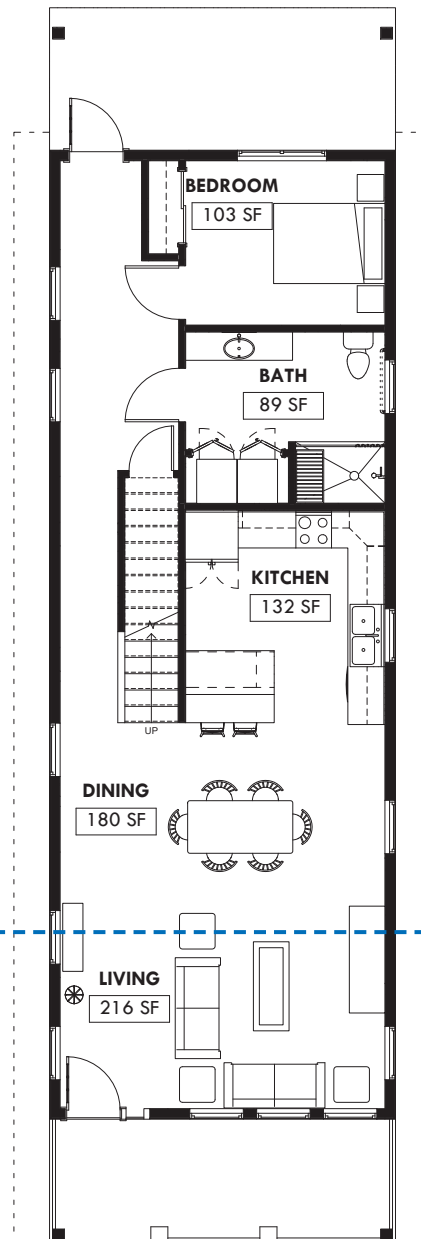 BEDROOM
103 SF
BATH
89 SF
KITCHEN
132 SF
UP
DINING
180 SF
LIVING
216 SF